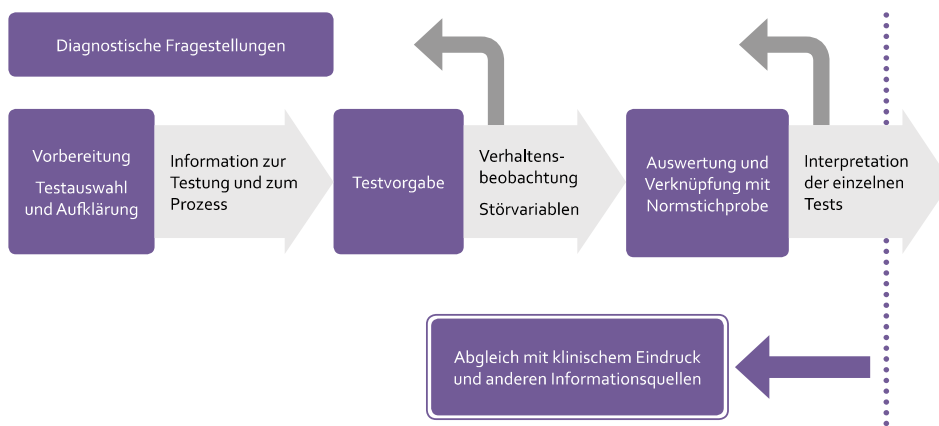 Diagnostische Fragestellungen
Vorbereitung
Testauswahl
und Aufklärung
Information zur
Testung und zum
Prozess
Testvorgabe
Verhaltens-
beobachtung
Störvariablen
Auswertung und
Verknüpfung mit
Normstichprobe
Interpretation
der einzelnen
Tests
Abgleich mit klinischem Eindruck
und anderen Informationsquellen